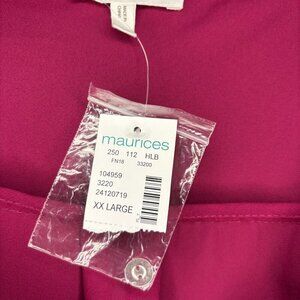 maurices
250 112 HLB
FN18 33200
104959
3220
24120719
XX LARGE